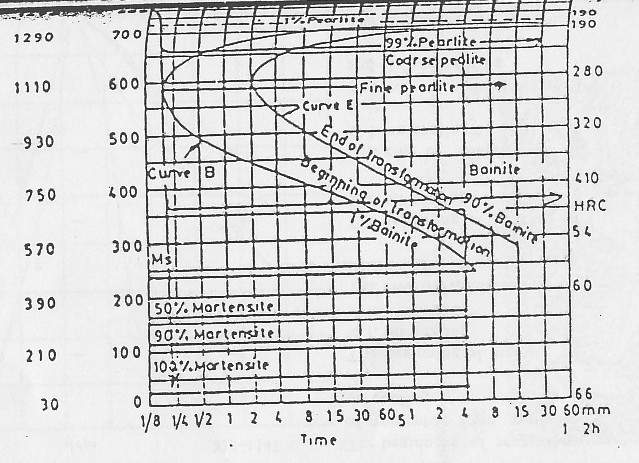 1% Pearlite
190
190
1290
700
99% Pearlite
Coarse pealite
280
1110
600
Fine pearlite
Curve E
320
930
500
End of transformation 90% Bainite
Curve B
Bainite
410
750
400
Beginning of Transformation
1% Bainite
HRC
54
570
300
Ms
60
390
200
50% Martensite
90% Martensite
210
100
% Martensite
30
0
66
1/8 1/4 1/2 1 2 4 8 15 30 60s 1 2 4 8 15 30 60mm
1 2h
Time